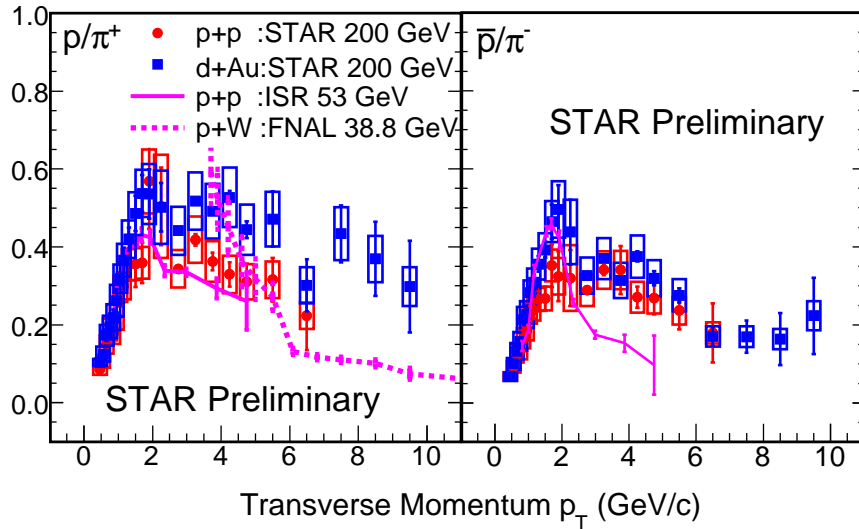 1.0
0.8
0.6
0.4
0.2
0.0
p/π⁺
p+p :STAR 200 GeV
d+Au:STAR 200 GeV
p+p :ISR 53 GeV
p+W :FNAL 38.8 GeV
STAR Preliminary
p̅/π⁻
STAR Preliminary
0 2 4 6 8 10 0 2 4 6 8 10
Transverse Momentum p_T (GeV/c)